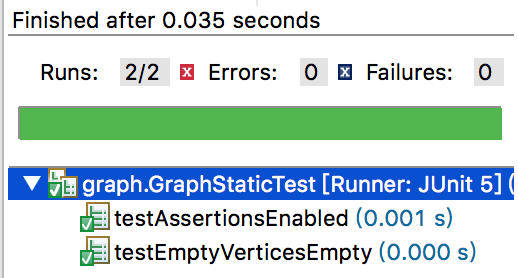 Finished after 0.035 seconds
Runs: 2/2 Errors: 0 Failures: 0
graph.GraphStaticTest [Runner: JUnit 5] (
testAssertionsEnabled (0.001 s)
testEmptyVerticesEmpty (0.000 s)